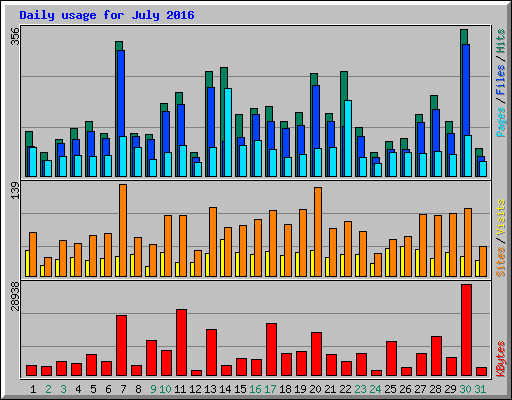 Daily usage for July 2016
356
Pages/Files/Hits
139
Sites/Visits
28938
KBytes
1 2 3 4 5 6 7 8 9 10 11 12 13 14 15 16 17 18 19 20 21 22 23 24 25 26 27 28 29 30 31